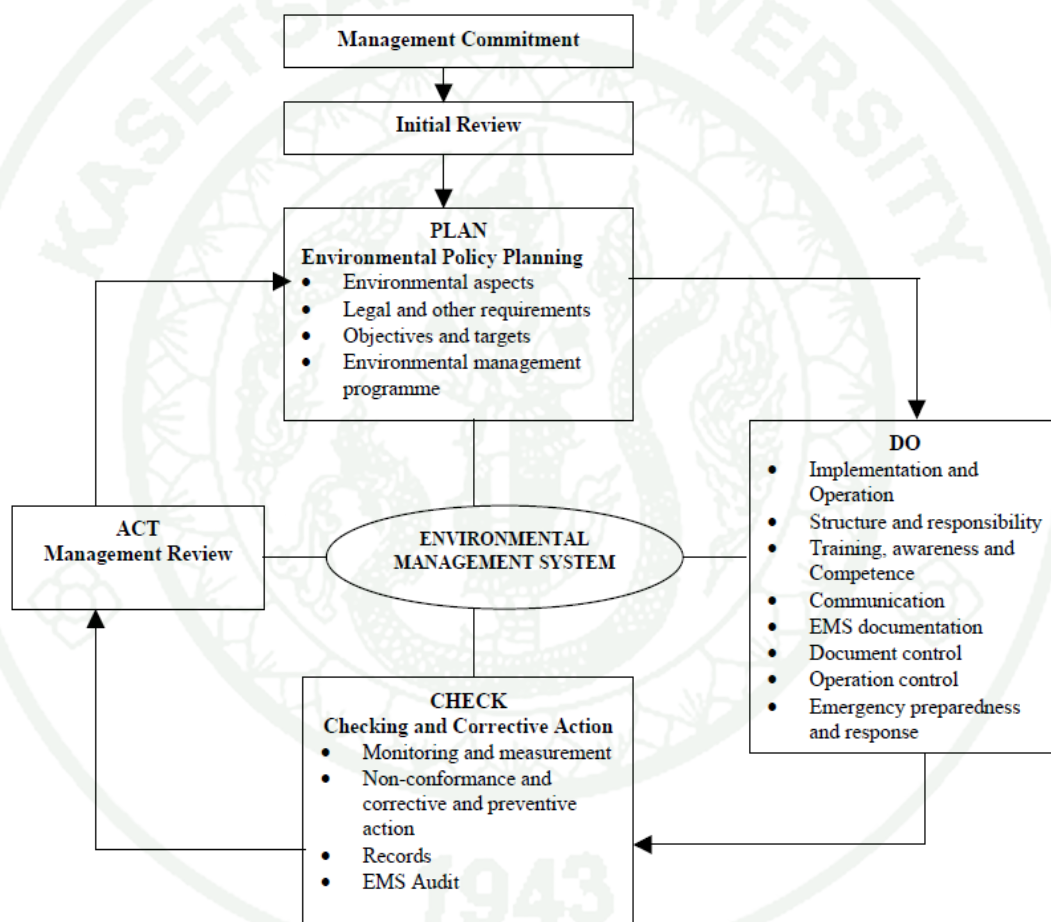 KASETSART UNIVERSITY
Management Commitment
Initial Review
PLAN
Environmental Policy Planning
• Environmental aspects
• Legal and other requirements
• Objectives and targets
• Environmental management
programme
DO
• Implementation and
Operation
• Structure and responsibility
• Training, awareness and
Competence
• Communication
• EMS documentation
• Document control
• Operation control
• Emergency preparedness
and response
ACT
Management Review
ENVIRONMENTAL
MANAGEMENT SYSTEM
CHECK
Checking and Corrective Action
• Monitoring and measurement
• Non-conformance and
corrective and preventive
action
• Records
• EMS Audit
1943